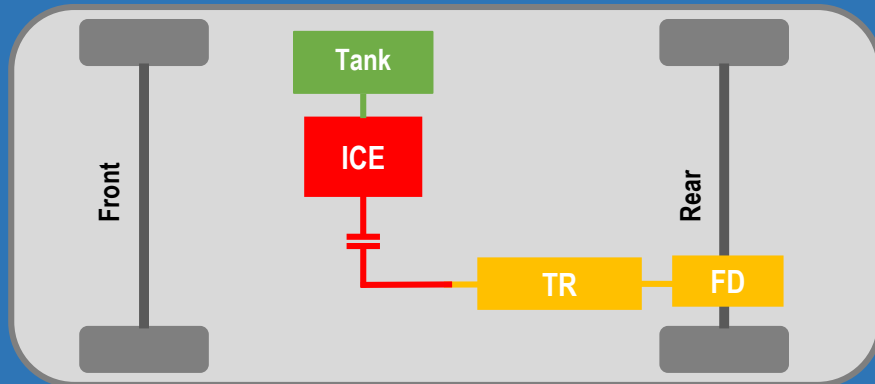 Tank
ICE
Front
Rear
TR
FD